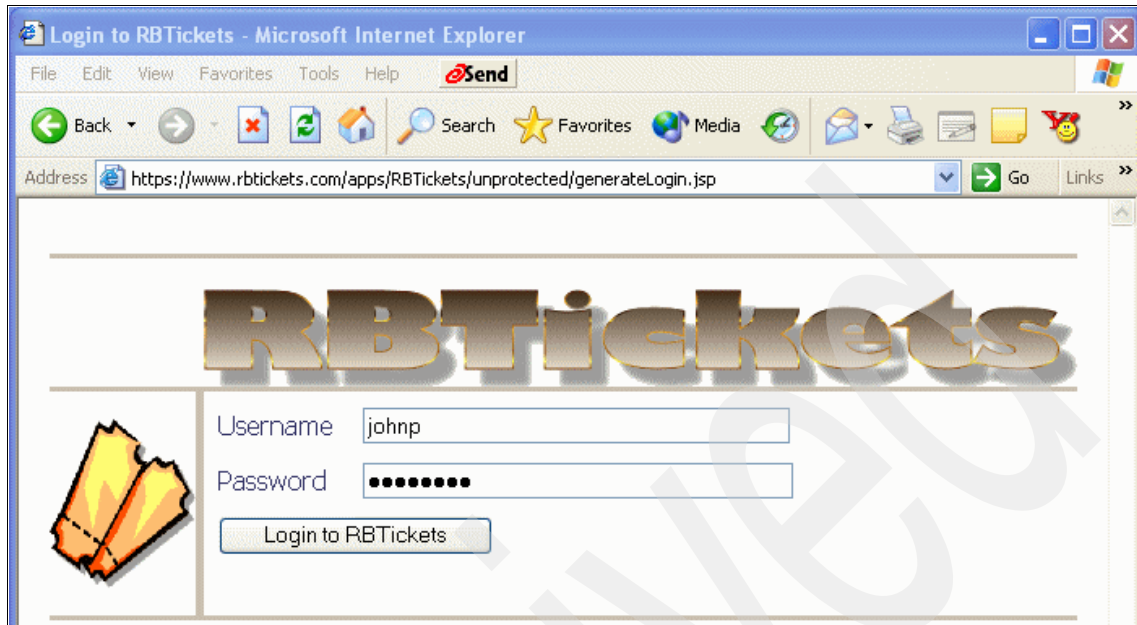 Login to RBTickets - Microsoft Internet Explorer
File Edit View Favorites Tools Help Send
Back Search Favorites Media »
Address https://www.rbtickets.com/apps/RBTickets/unprotected/generateLogin.jsp Go Links »
RBTickets
Username johnp
Password ••••••••
Login to RBTickets